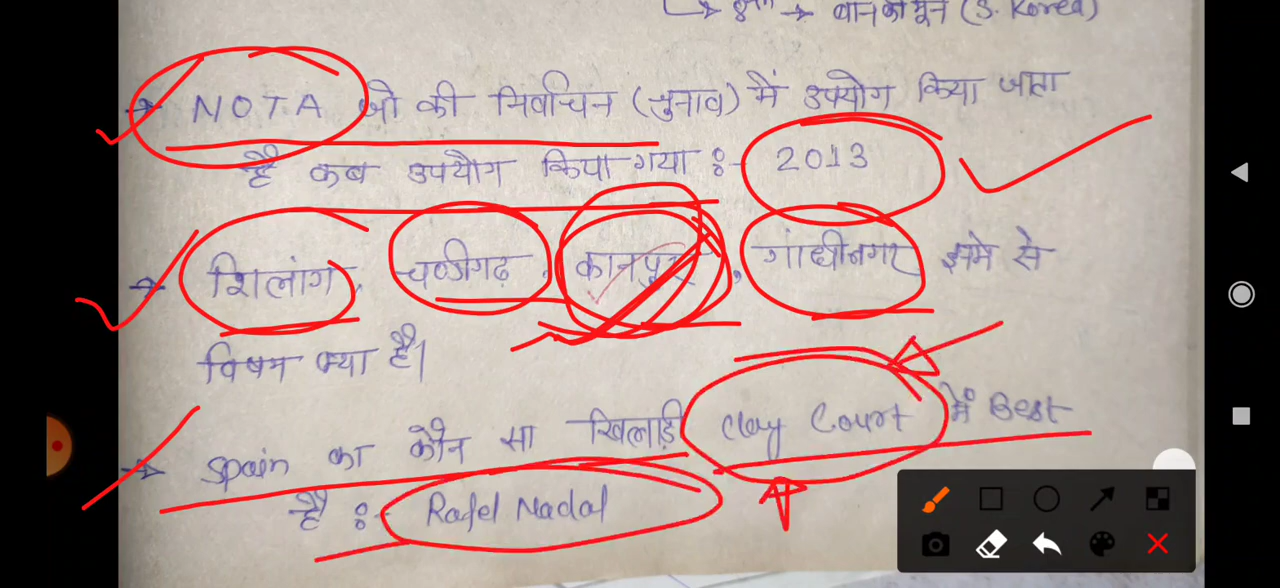 ↳ 8th → बानकीमून (S. Korea)
→ NOTA जो की निर्वाचन (चुनाव) में उपयोग किया जाता
है कब उपयोग किया गया :- 2013
→ शिलांग, चण्डीगढ़, कानपुर, गांधीनगर इनमे से
विषम क्या है।
→ Spain का कौन सा खिलाड़ी Clay Court में Best
है :- Rafel Nadal